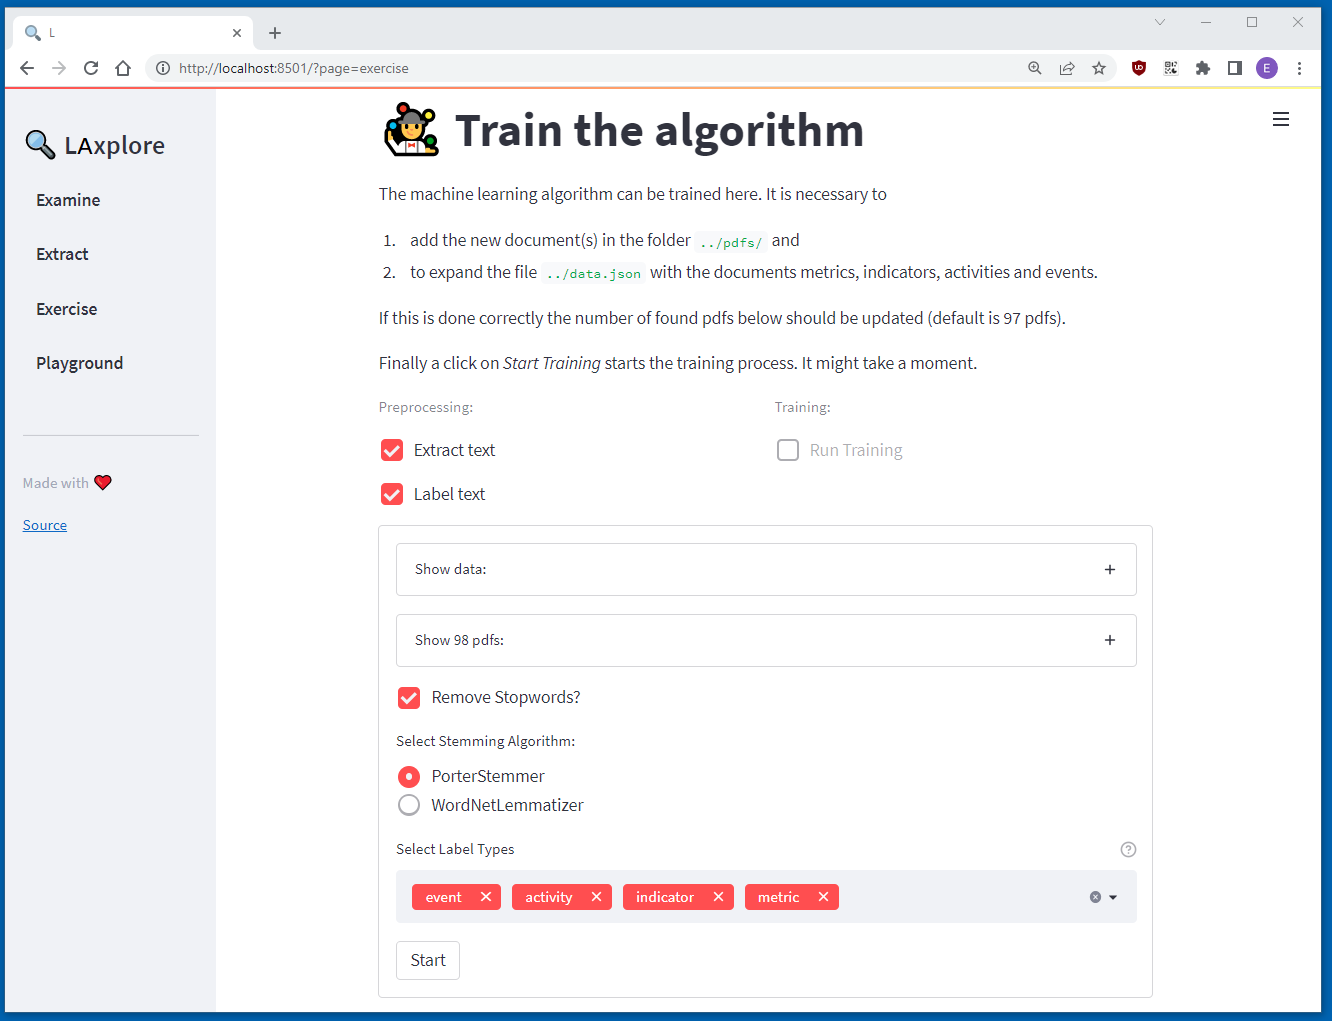 L
http://localhost:8501/?page=exercise
E
LAxplore
Examine
Extract
Exercise
Playground
Made with
Source
Train the algorithm
The machine learning algorithm can be trained here. It is necessary to
1. add the new document(s) in the folder ../pdfs/ and
2. to expand the file ../data.json with the documents metrics, indicators, activities and events.
If this is done correctly the number of found pdfs below should be updated (default is 97 pdfs).
Finally a click on Start Training starts the training process. It might take a moment.
Preprocessing:
Training:
Extract text
Run Training
Label text
Show data:
Show 98 pdfs:
Remove Stopwords?
Select Stemming Algorithm:
PorterStemmer
WordNetLemmatizer
Select Label Types
event
activity
indicator
metric
Start